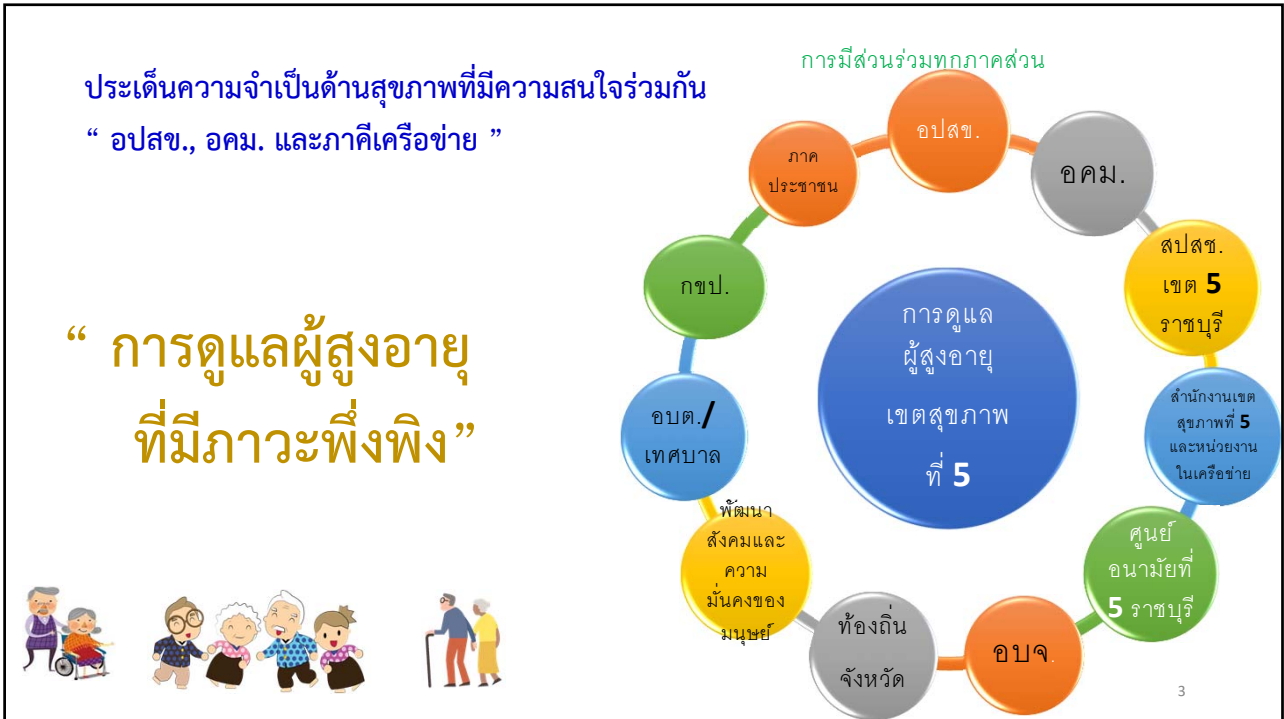 ประเด็นความจำเป็นด้านสุขภาพที่มีความสนใจร่วมกัน
“ อปสข., อคม. และภาคีเครือข่าย ”
“ การดูแลผู้สูงอายุ
ที่มีภาวะพึ่งพิง”
การมีส่วนร่วมทุกภาคส่วน
อปสข.
อคม.
สปสช.
เขต 5
ราชบุรี
สำนักงานเขต
สุขภาพที่ 5
และหน่วยงาน
ในเครือข่าย
ศูนย์
อนามัยที่
5 ราชบุรี
อบจ.
ท้องถิ่น
จังหวัด
พัฒนา
สังคมและ
ความ
มั่นคงของ
มนุษย์
อบต./
เทศบาล
กขป.
ภาค
ประชาชน
การดูแล
ผู้สูงอายุ
เขตสุขภาพ
ที่ 5
3